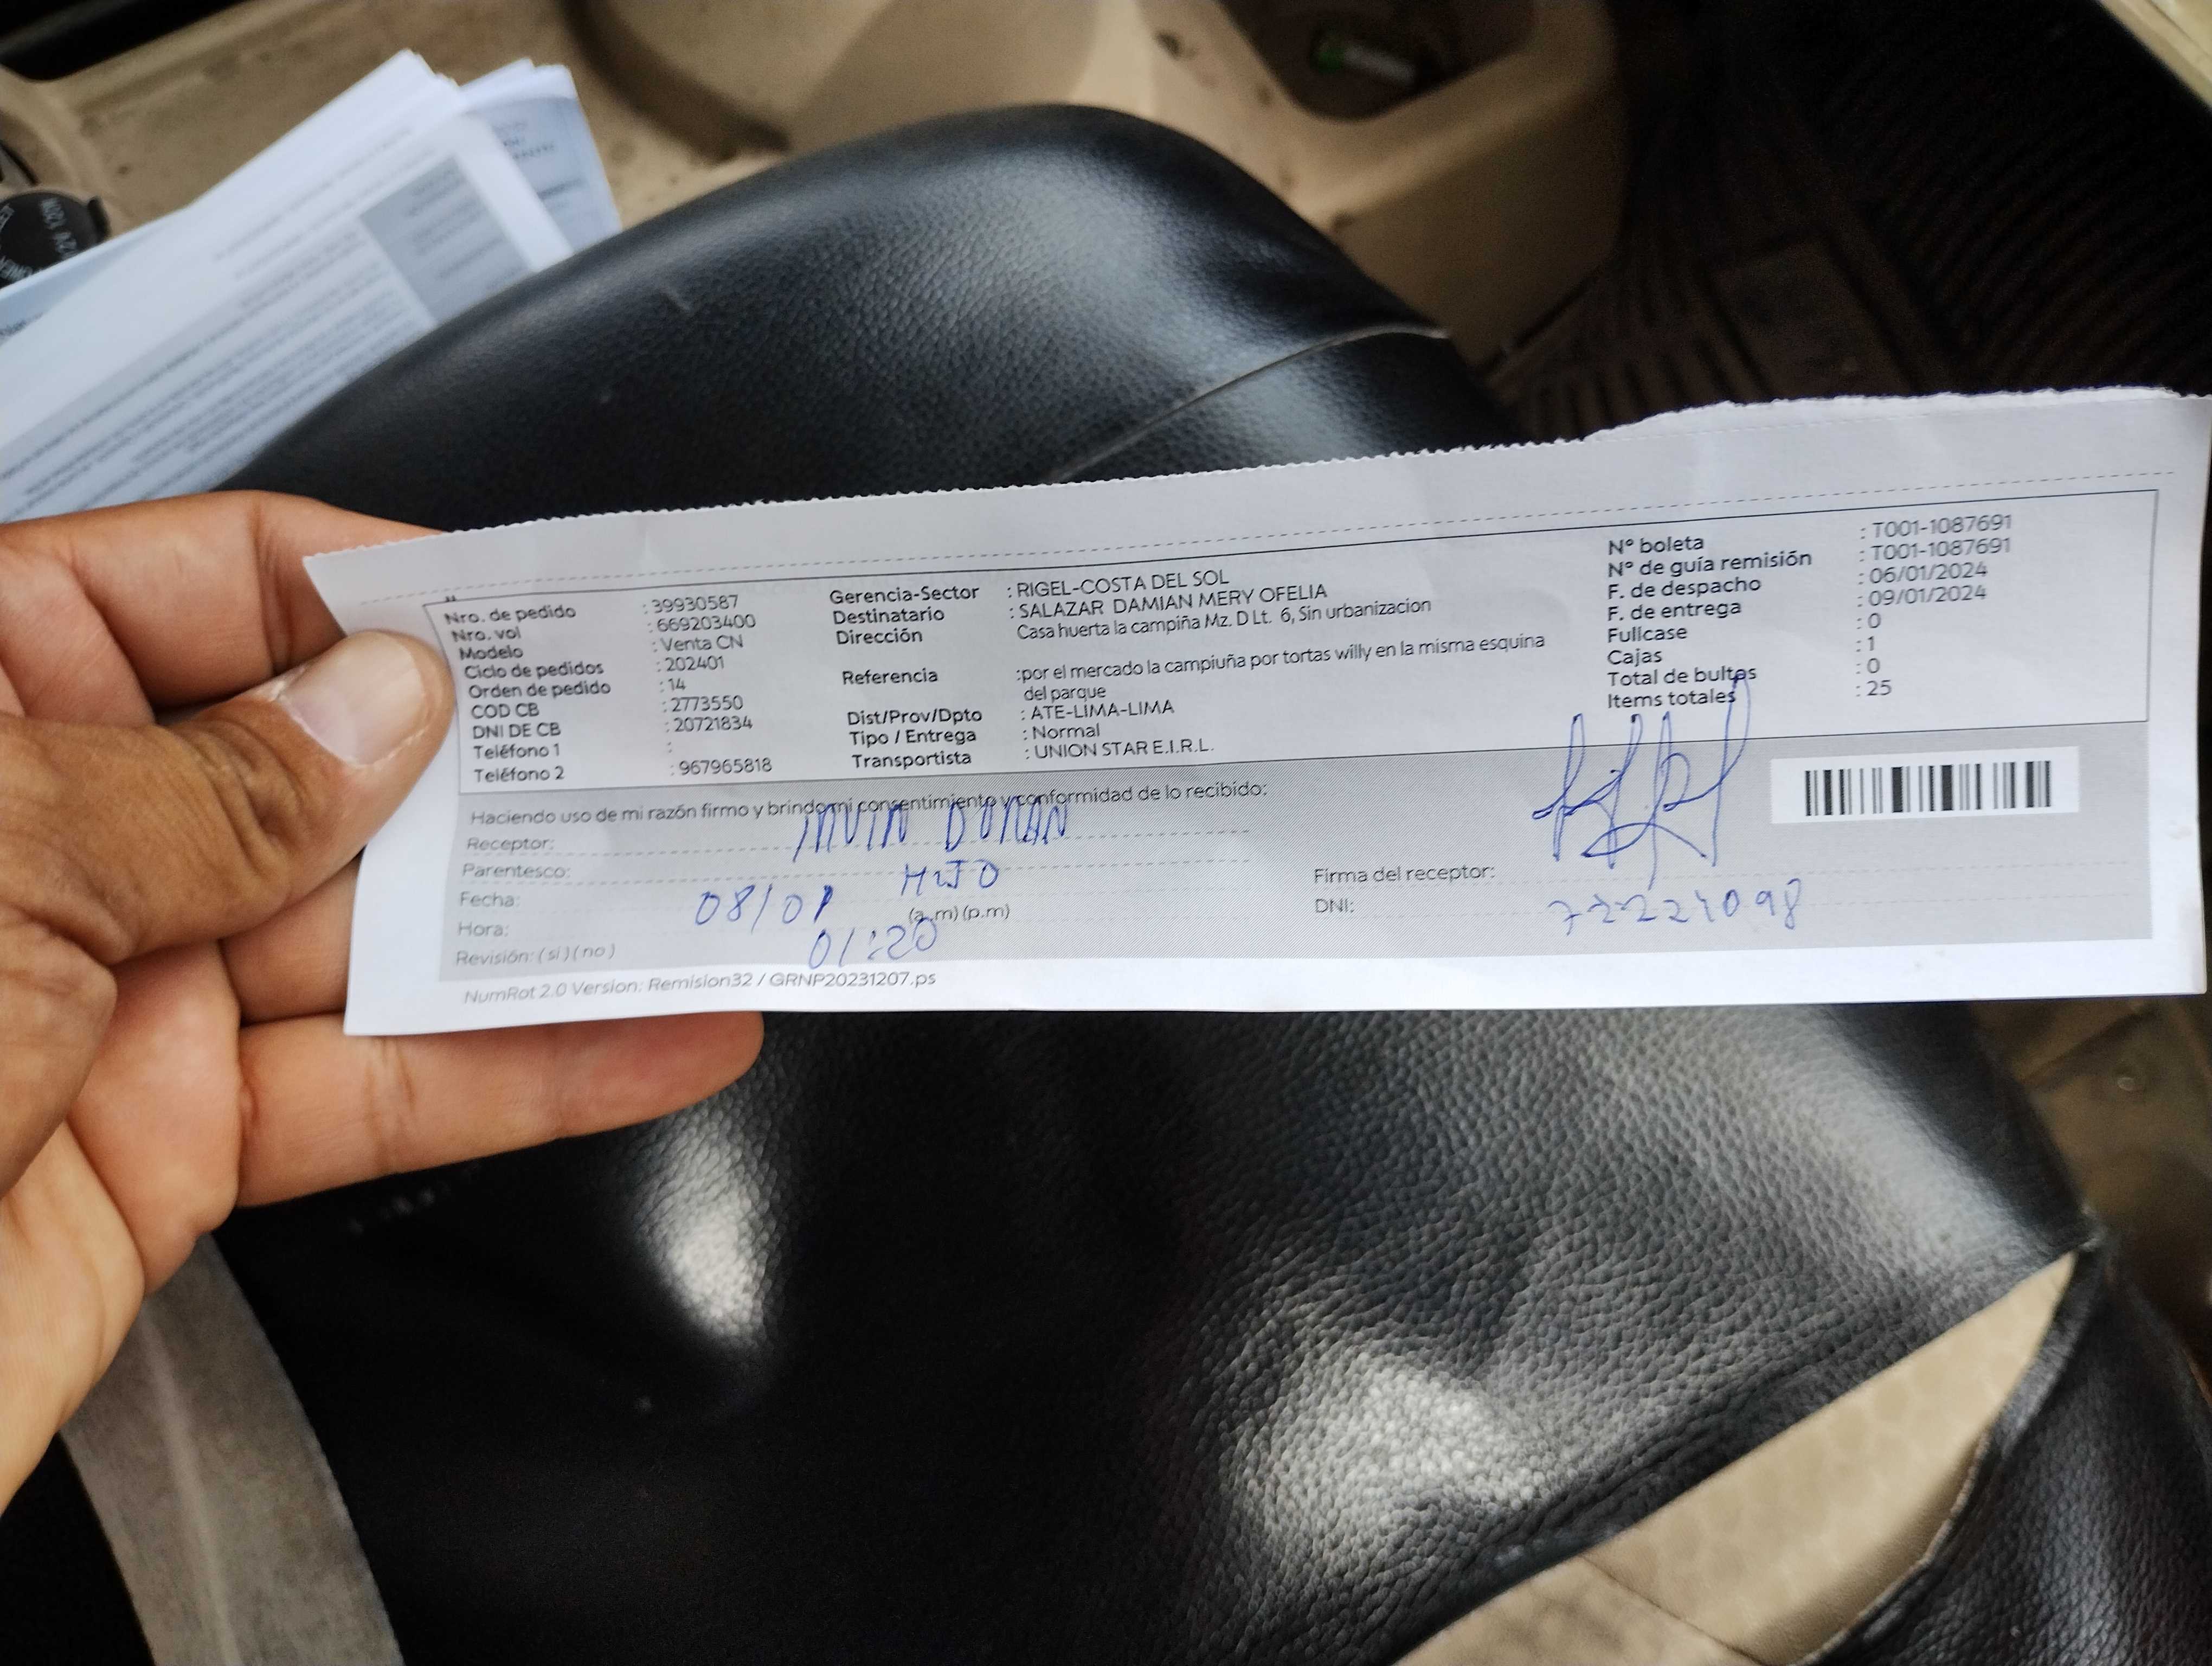 Nro. de pedido : 39930587
Nro. vol : 669203400
Modelo : Venta CN
Ciclo de pedidos : 202401
Orden de pedido : 14
COD CB : 2773550
DNI DE CB : 20721834
Teléfono 1 :
Teléfono 2 : 967965818
Gerencia-Sector : RIGEL-COSTA DEL SOL
Destinatario : SALAZAR DAMIAN MERY OFELIA
Dirección Casa huerta la campiña Mz. D Lt. 6, Sin urbanizacion
Referencia :por el mercado la campiuña por tortas willy en la misma esquina
del parque
Dist/Prov/Dpto : ATE-LIMA-LIMA
Tipo / Entrega : Normal
Transportista : UNION STAR E.I.R.L.
N° boleta : T001-1087691
N° de guía remisión : T001-1087691
F. de despacho : 06/01/2024
F. de entrega : 09/01/2024
Fullcase : 0
Cajas : 1
Total de bultos : 0
Items totales : 25
Haciendo uso de mi razón firmo y brindo mi consentimiento y conformidad de lo recibido:
Receptor:
Parentesco: HIJO
Fecha: 08/01
Hora: 01:20 (a.m) (p.m)
Revisión: ( si ) ( no )
Firma del receptor:
DNI:
NumRot 2.0 Version: Remision32 / GRNP20231207.ps